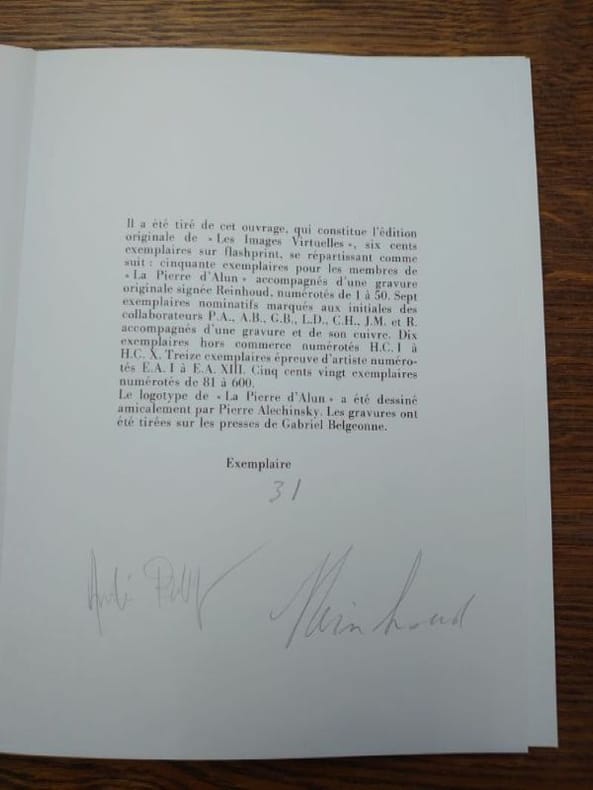 Il a été tiré de cet ouvrage, qui constitue l'édition
originale de « Les Images Virtuelles », six cents
exemplaires sur flashprint, se répartissant comme
suit : cinquante exemplaires pour les membres de
« La Pierre d'Alun » accompagnés d'une gravure
originale signée Reinhoud, numérotés de 1 à 50. Sept
exemplaires nominatifs marqués aux initiales des
collaborateurs P.A., A.B., G.B., L.D., C.H., J.M. et R.
accompagnés d'une gravure et de son cuivre. Dix
exemplaires hors commerce numérotés H.C. I à
H.C. X. Treize exemplaires épreuve d'artiste numéro-
tés E.A. I à E.A. XIII. Cinq cents vingt exemplaires
numérotés de 81 à 600.
Le logotype de « La Pierre d'Alun » a été dessiné
amicalement par Pierre Alechinsky. Les gravures ont
été tirées sur les presses de Gabriel Belgeonne.
Exemplaire
31
Reinhoud